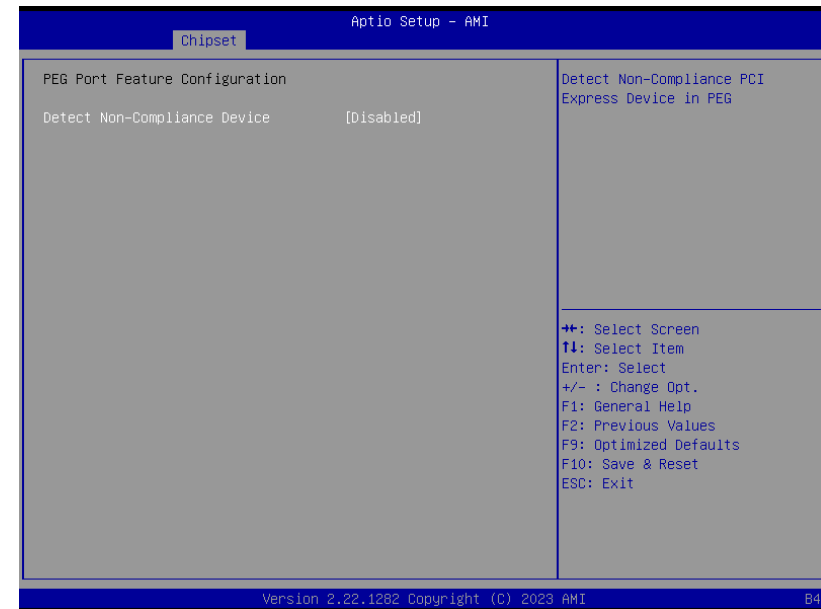 Aptio Setup – AMI
Chipset
PEG Port Feature Configuration
Detect Non-Compliance Device [Disabled]
Detect Non-Compliance PCI
Express Device in PEG
→←: Select Screen
↑↓: Select Item
Enter: Select
+/- : Change Opt.
F1: General Help
F2: Previous Values
F9: Optimized Defaults
F10: Save & Reset
ESC: Exit
Version 2.22.1282 Copyright (C) 2023 AMI
B4